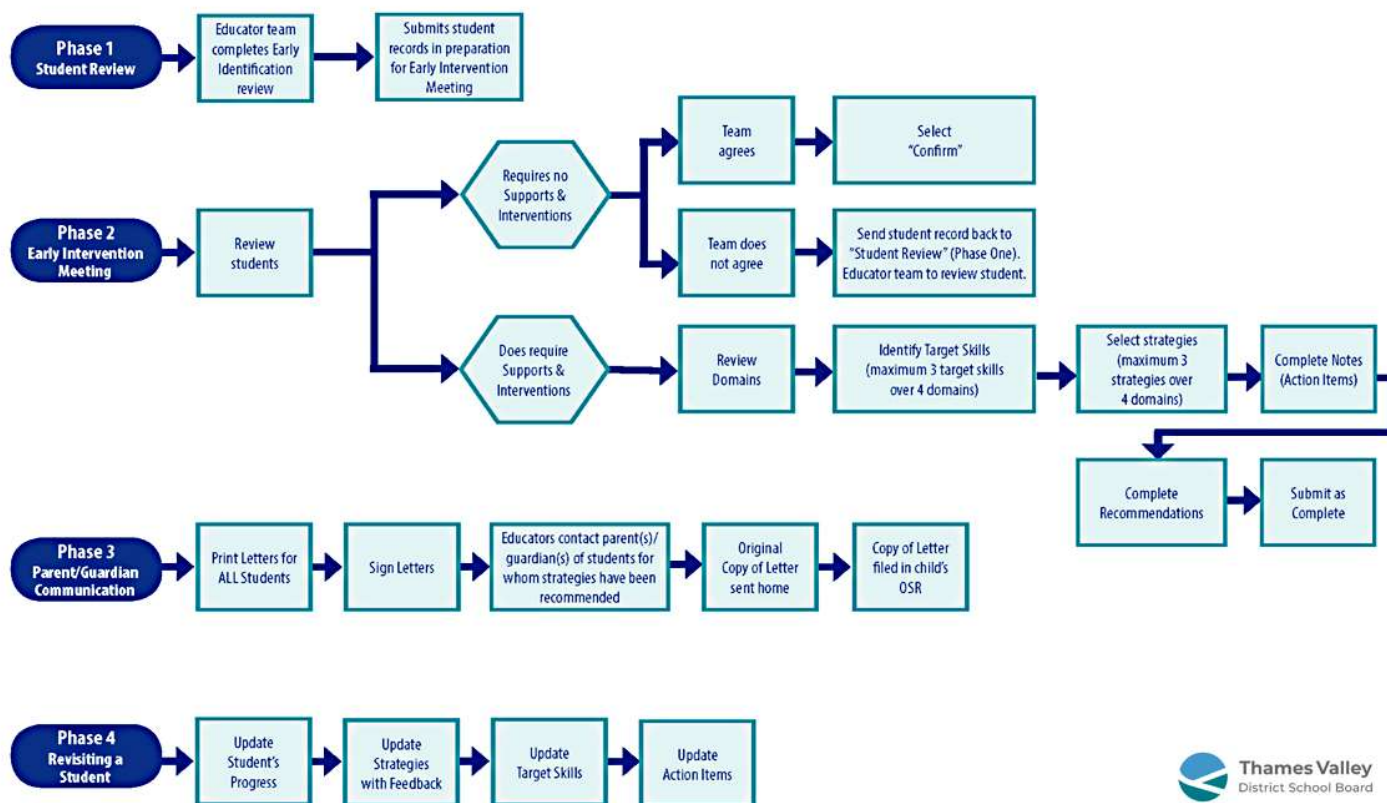 Phase 1
Student Review
Educator team
completes Early
Identification
review
Submits student
records in preparation
for Early Intervention
Meeting
Phase 2
Early Intervention
Meeting
Review
students
Requires no
Supports &
Interventions
Team
agrees
Select
"Confirm"
Team does
not agree
Send student record back to
"Student Review" (Phase One).
Educator team to review student.
Does require
Supports &
Interventions
Review
Domains
Identify Target Skills
(maximum 3 target skills
over 4 domains)
Select strategies
(maximum 3
strategies over
4 domains)
Complete Notes
(Action Items)
Complete
Recommendations
Submit as
Complete
Phase 3
Parent/Guardian
Communication
Print Letters for
ALL Students
Sign Letters
Educators contact parent(s)/
guardian(s) of students for
whom strategies have been
recommended
Original
Copy of Letter
sent home
Copy of Letter
filed in child's
OSR
Phase 4
Revisiting a
Student
Update
Student's
Progress
Update
Strategies
with Feedback
Update
Target Skills
Update
Action Items
Thames Valley
District School Board